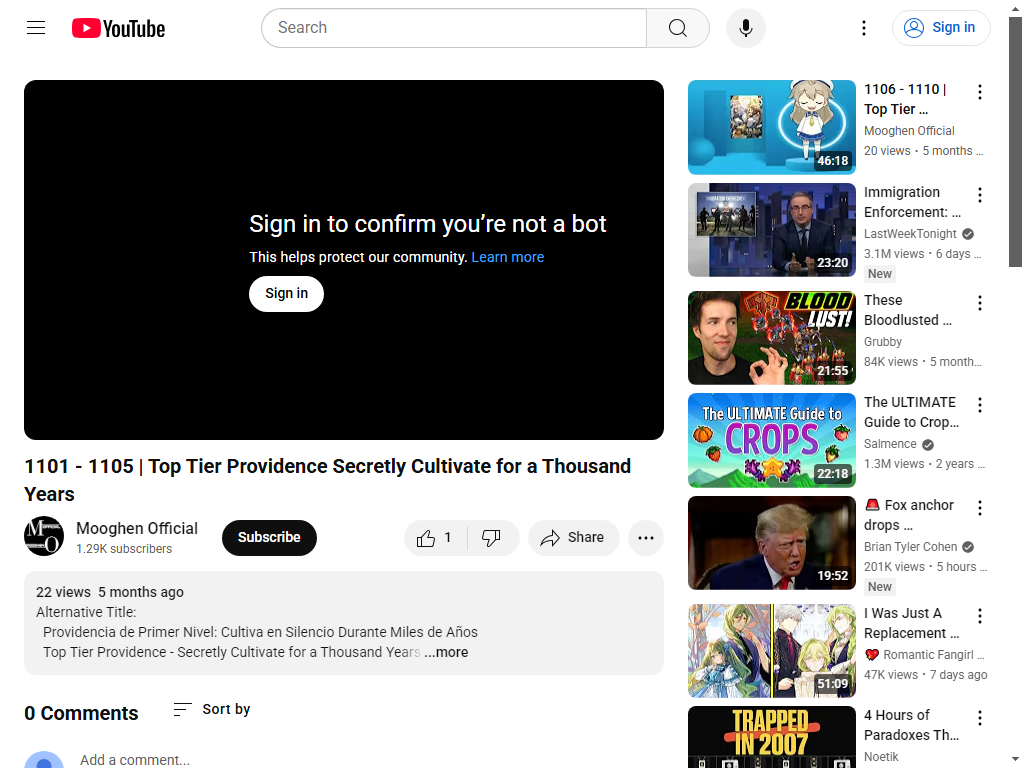 YouTube
Search
Sign in
Sign in to confirm you’re not a bot
This helps protect our community. Learn more
Sign in
1101 - 1105 | Top Tier Providence Secretly Cultivate for a Thousand
Years
Mooghen Official
1.29K subscribers
Subscribe
1
Share
22 views 5 months ago
Alternative Title:
Providencia de Primer Nivel: Cultiva en Silencio Durante Miles de Años
Top Tier Providence - Secretly Cultivate for a Thousand Years ...more
0 Comments
Sort by
Add a comment...
46:18
1106 - 1110 |
Top Tier ...
Mooghen Official
20 views • 5 months ...
23:20
Immigration
Enforcement: ...
LastWeekTonight
3.1M views • 6 days ...
New
BLOOD
LUST!
21:55
These
Bloodlusted ...
Grubby
84K views • 5 month...
The ULTIMATE Guide to
CROPS
22:18
The ULTIMATE
Guide to Crop...
Salmence
1.3M views • 2 years ...
19:52
🚨 Fox anchor
drops ...
Brian Tyler Cohen
201K views • 5 hours ...
New
51:09
I Was Just A
Replacement ...
💖 Romantic Fangirl ...
47K views • 7 days ago
TRAPPED
IN 2007
4 Hours of
Paradoxes Th...
Noetik